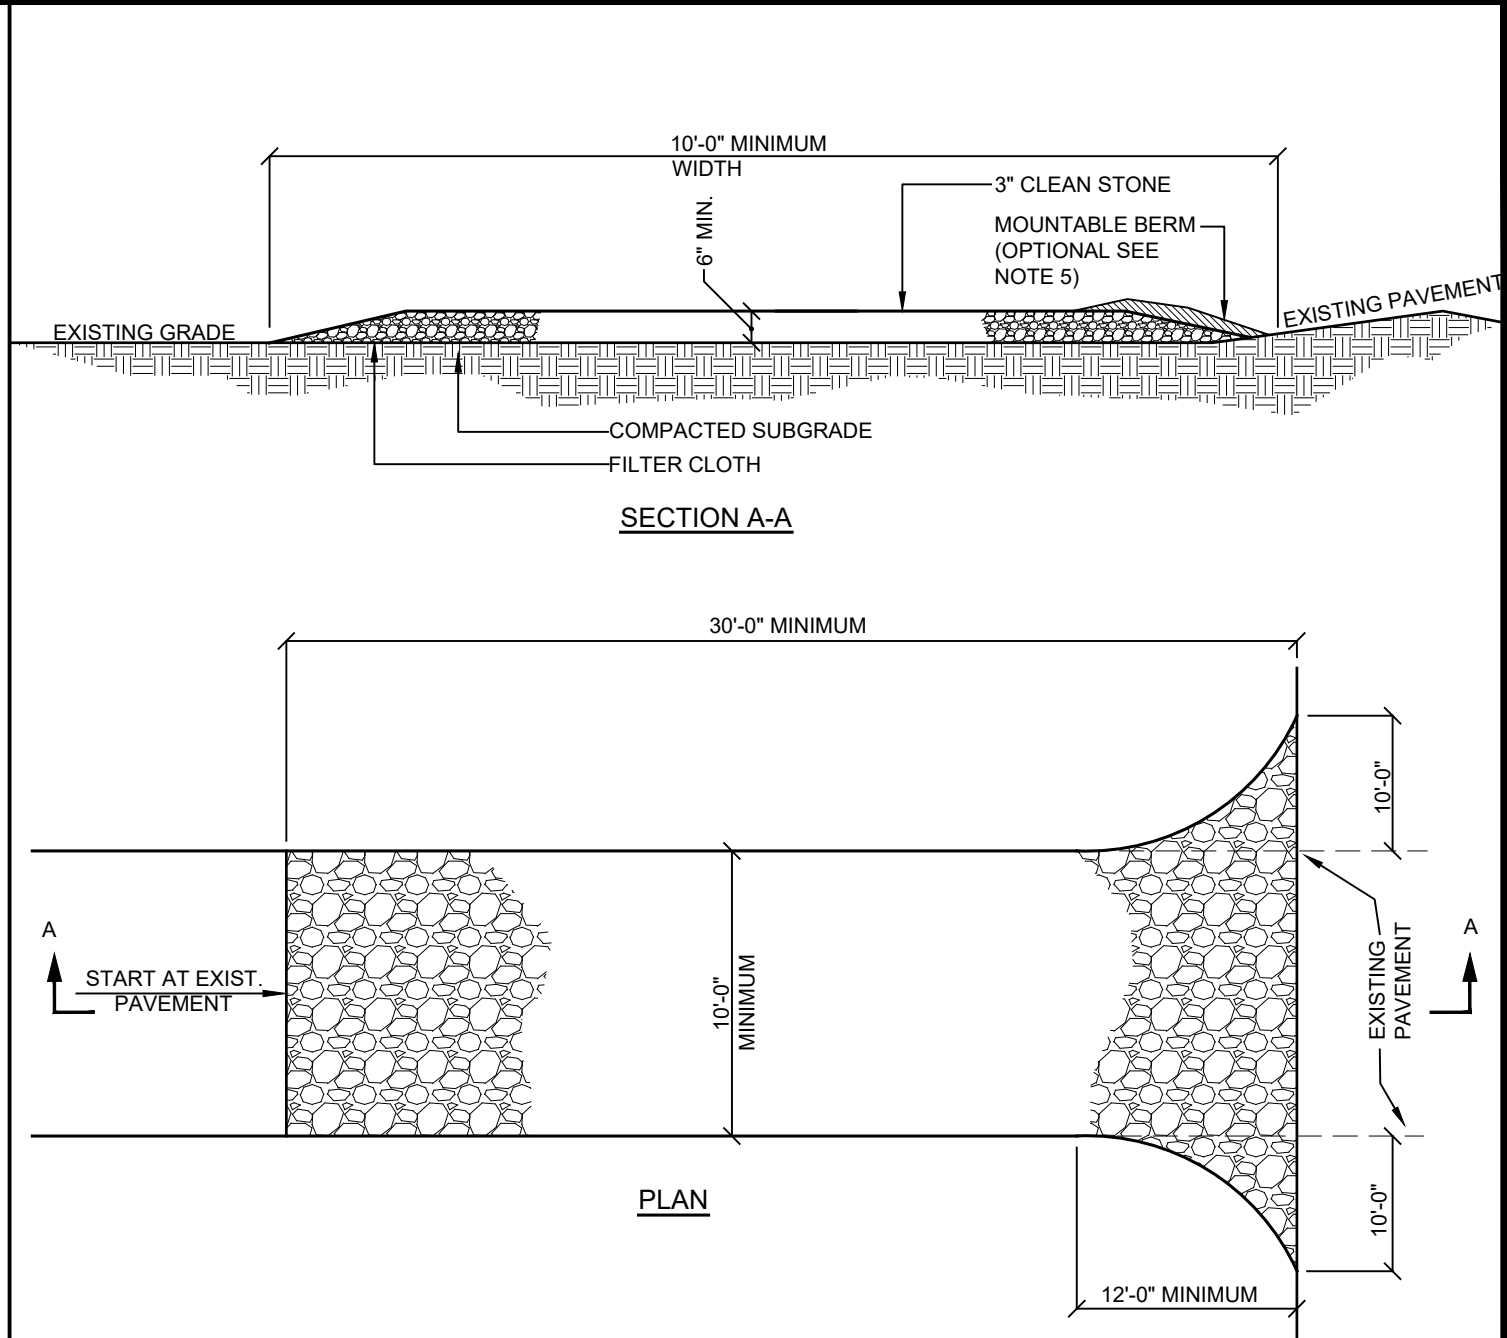 10'-0" MINIMUM
WIDTH
6" MIN.
3" CLEAN STONE
MOUNTABLE BERM
(OPTIONAL SEE
NOTE 5)
EXISTING GRADE
EXISTING PAVEMENT
COMPACTED SUBGRADE
FILTER CLOTH
SECTION A-A
30'-0" MINIMUM
10'-0"
A
START AT EXIST.
PAVEMENT
10'-0"
MINIMUM
EXISTING
PAVEMENT
A
PLAN
10'-0"
12'-0" MINIMUM